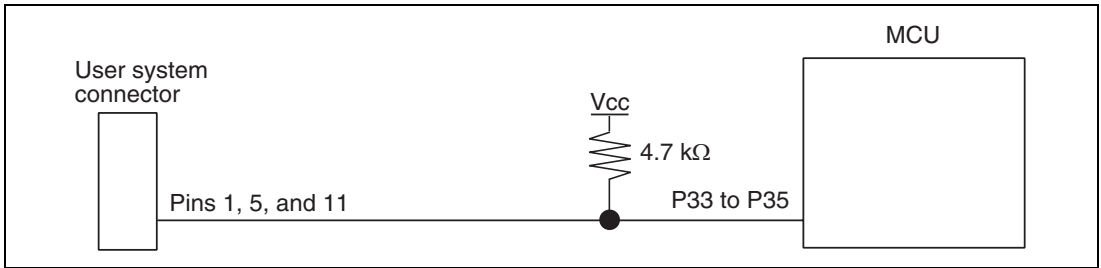 MCU
User system
connector
Vcc
4.7 kΩ
Pins 1, 5, and 11
P33 to P35